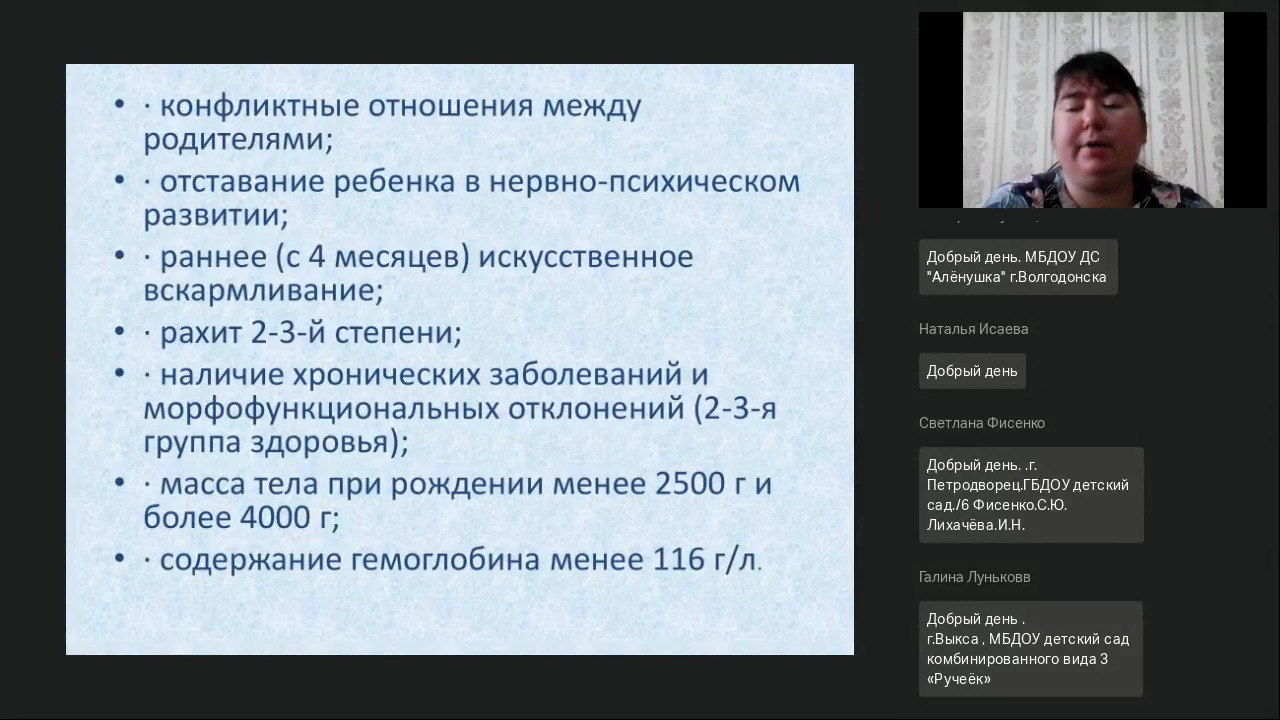 • · конфликтные отношения между
родителями;
• · отставание ребенка в нервно-психическом
развитии;
• · раннее (с 4 месяцев) искусственное
вскармливание;
• · рахит 2-3-й степени;
• · наличие хронических заболеваний и
морфофункциональных отклонений (2-3-я
группа здоровья);
• · масса тела при рождении менее 2500 г и
более 4000 г;
• · содержание гемоглобина менее 116 г/л.
Добрый день. МБДОУ ДС
"Алёнушка" г.Волгодонска
Наталья Исаева
Добрый день
Светлана Фисенко
Добрый день. .г.
Петродворец.ГБДОУ детский
сад./6 Фисенко.С.Ю.
Лихачёва.И.Н.
Галина Луньковв
Добрый день .
г.Выкса , МБДОУ детский сад
комбинированного вида 3
«Ручеёк»